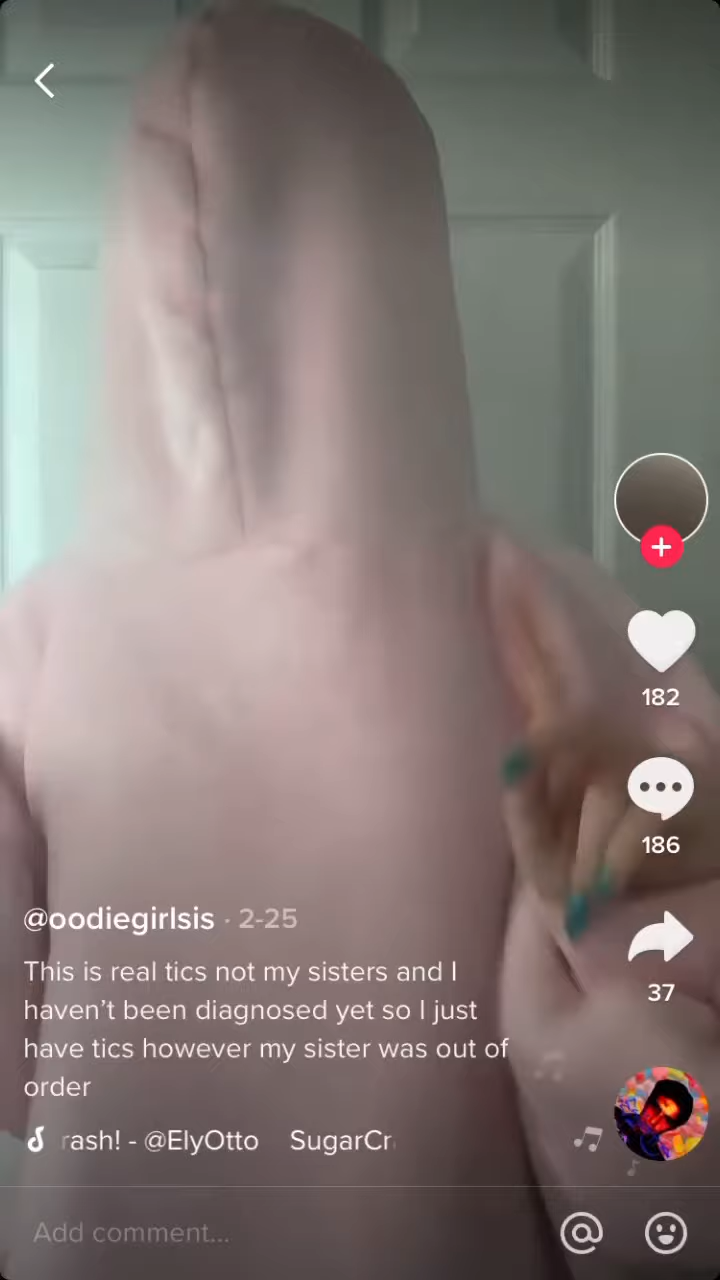 182
186
@oodiegirlsis · 2-25
This is real tics not my sisters and I
haven't been diagnosed yet so I just
have tics however my sister was out of
order
37
rash! - @ElyOtto SugarCr
Add comment...